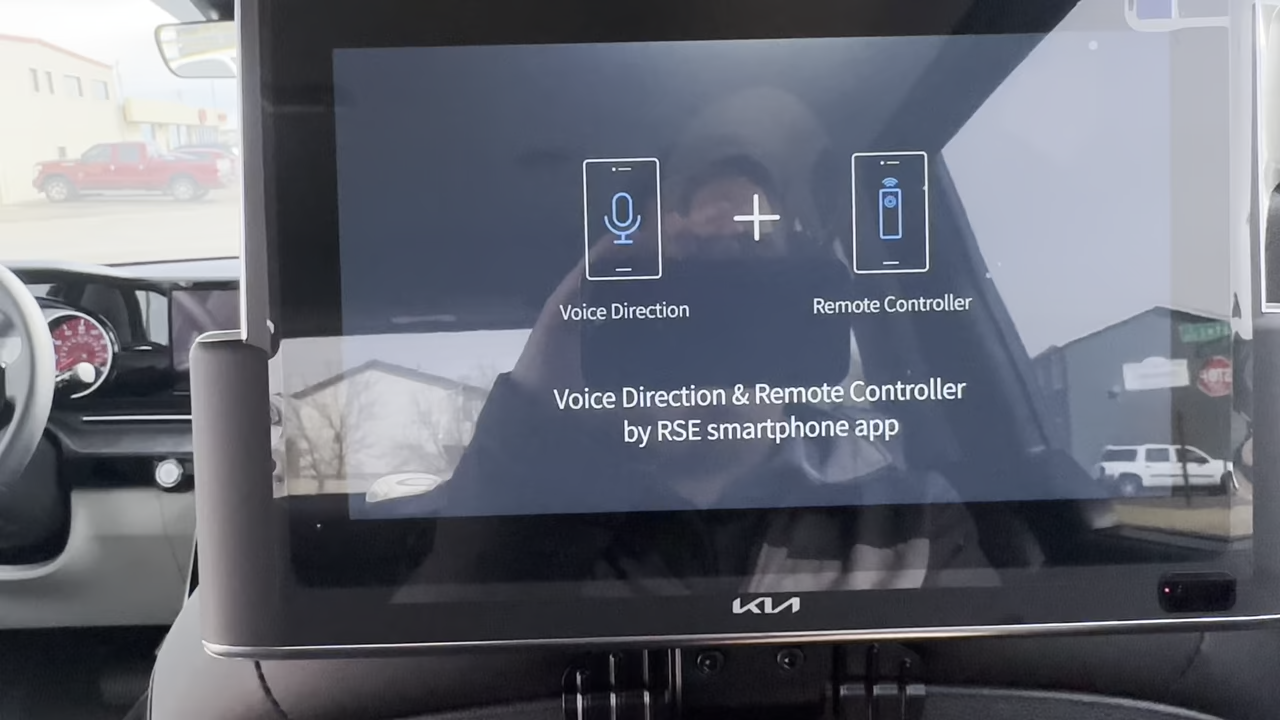 Voice Direction
Remote Controller
Voice Direction & Remote Controller
by RSE smartphone app
KIA